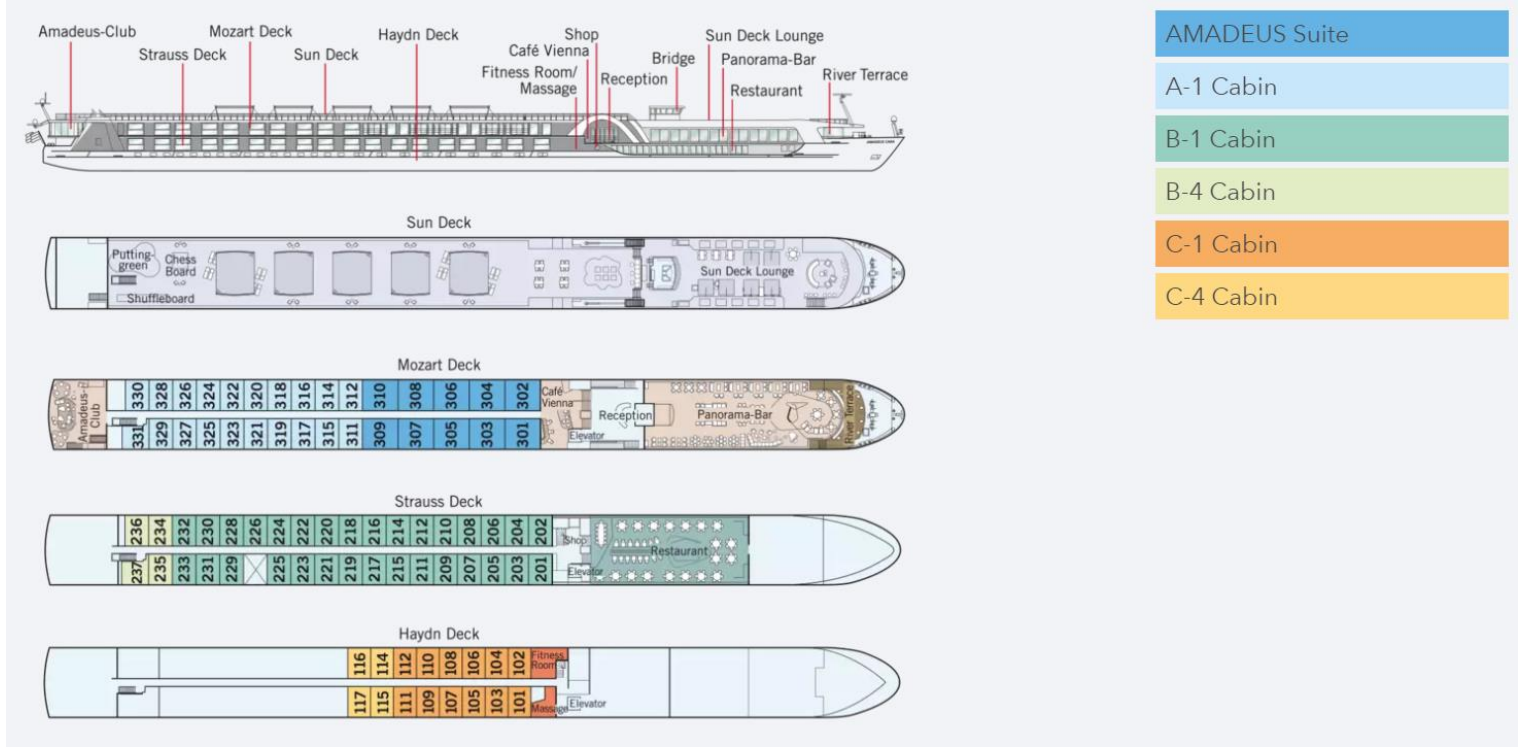 Amadeus-Club
Mozart Deck
Strauss Deck
Sun Deck
Haydn Deck
Shop
Café Vienna
Fitness Room/
Massage
Reception
Bridge
Sun Deck Lounge
Panorama-Bar
Restaurant
River Terrace
AMADEUS Suite
A-1 Cabin
B-1 Cabin
B-4 Cabin
C-1 Cabin
C-4 Cabin
Sun Deck
Putting-
green
Chess
Board
Shuffleboard
Sun Deck Lounge
Mozart Deck
Amadeus-
Club
330 328 326 324 322 320 318 316 314 312 310 308 306 304 302
331 329 327 325 323 321 319 317 315 311 309 307 305 303 301
Café
Vienna
Elevator
Reception
Panorama-Bar
River Terrace
Strauss Deck
236 234 232 230 228 226 224 222 220 218 216 214 212 210 208 206 204 202
237 235 233 231 229 225 223 221 219 217 215 211 209 207 205 203 201
Shop
Elevator
Restaurant
Haydn Deck
116 114 112 110 108 106 104 102
117 115 111 109 107 105 103 101
Fitness
Room
Massage
Elevator